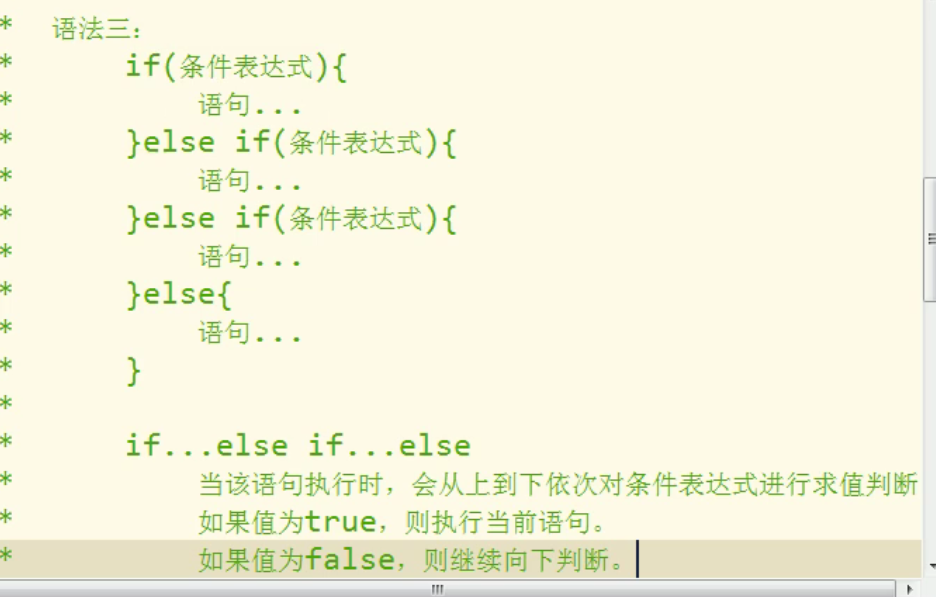 * 语法三：
* if(条件表达式){
* 语句...
* }else if(条件表达式){
* 语句...
* }else if(条件表达式){
* 语句...
* }else{
* 语句...
* }
*
* if...else if...else
* 当该语句执行时，会从上到下依次对条件表达式进行求值判断
* 如果值为true，则执行当前语句。
* 如果值为false，则继续向下判断。